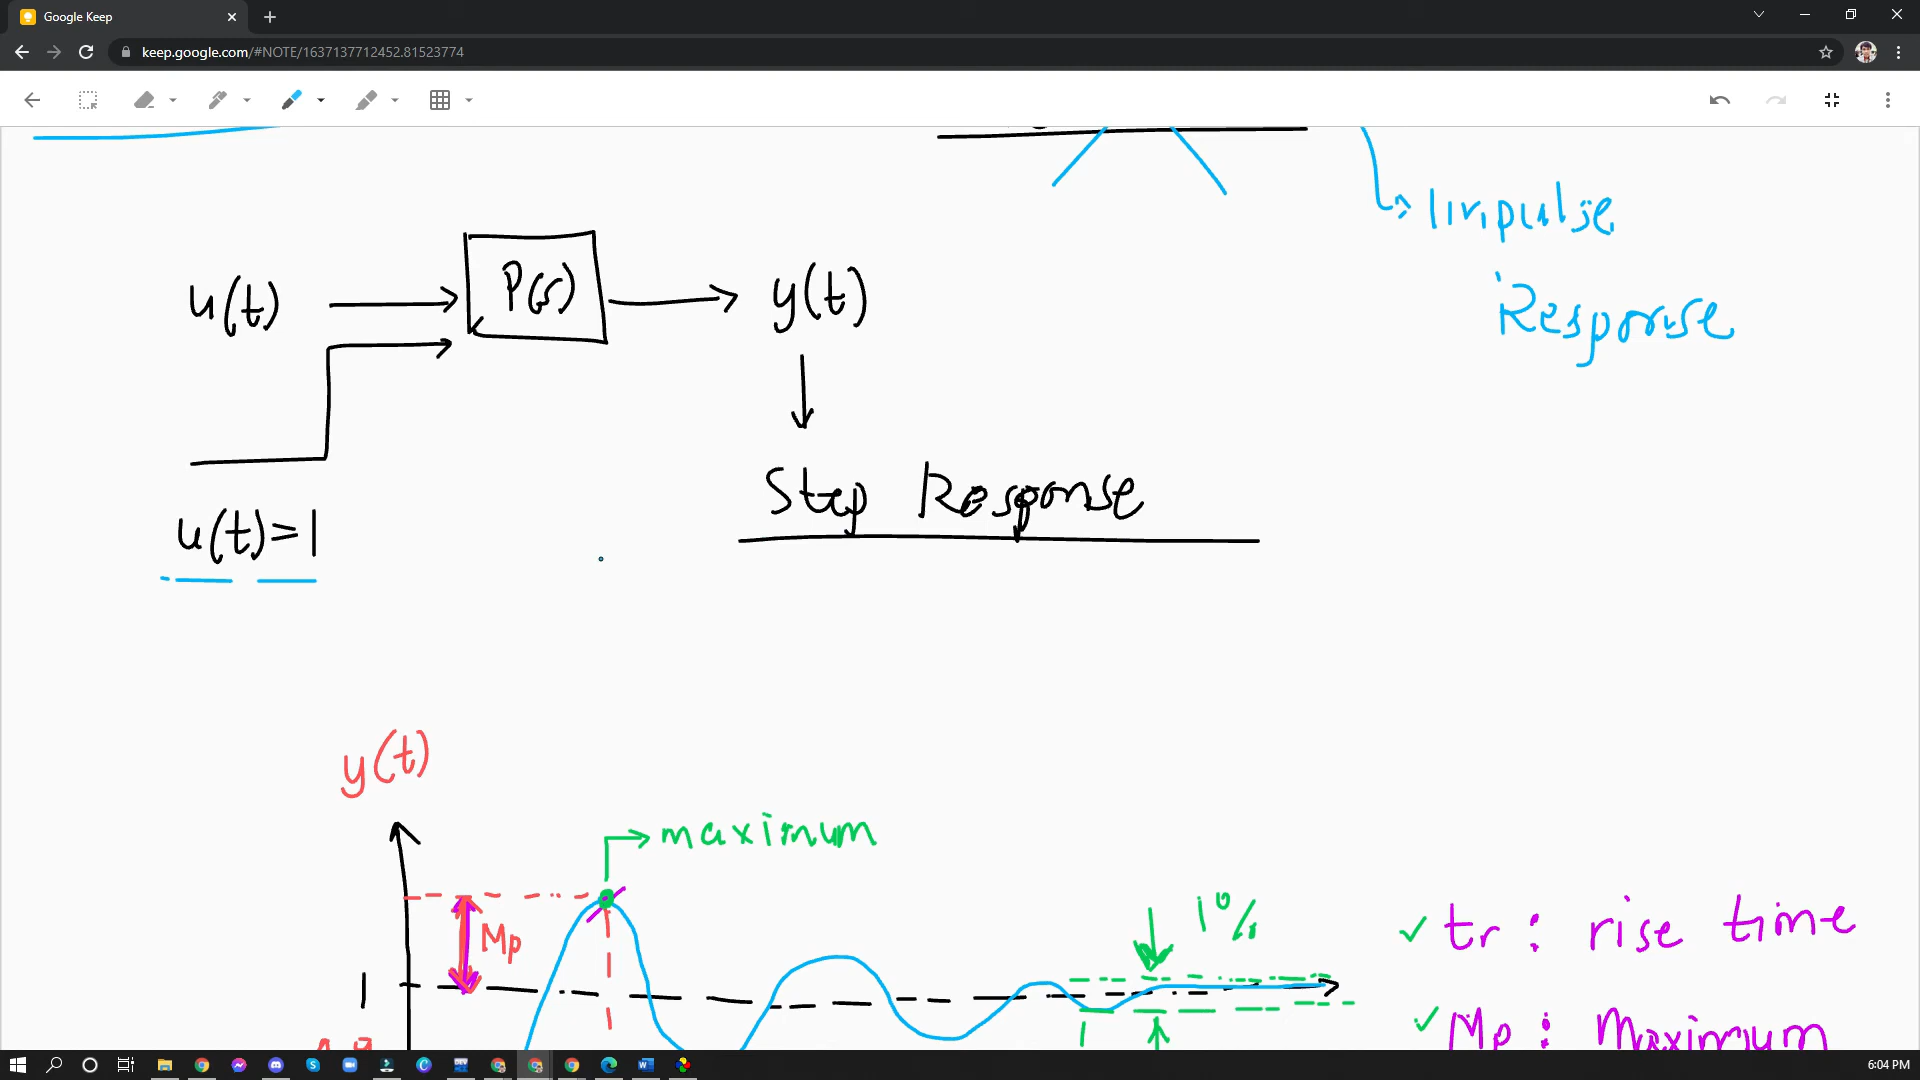 Google Keep
keep.google.com/#NOTE/1637137712452.81523774
Impulse
Response
u(t)
P(s)
y(t)
Step Response
u(t)=1
y(t)
maximum
Mp
1%
✓ tr : rise time
1
✓ Mp : Maximum
6:04 PM